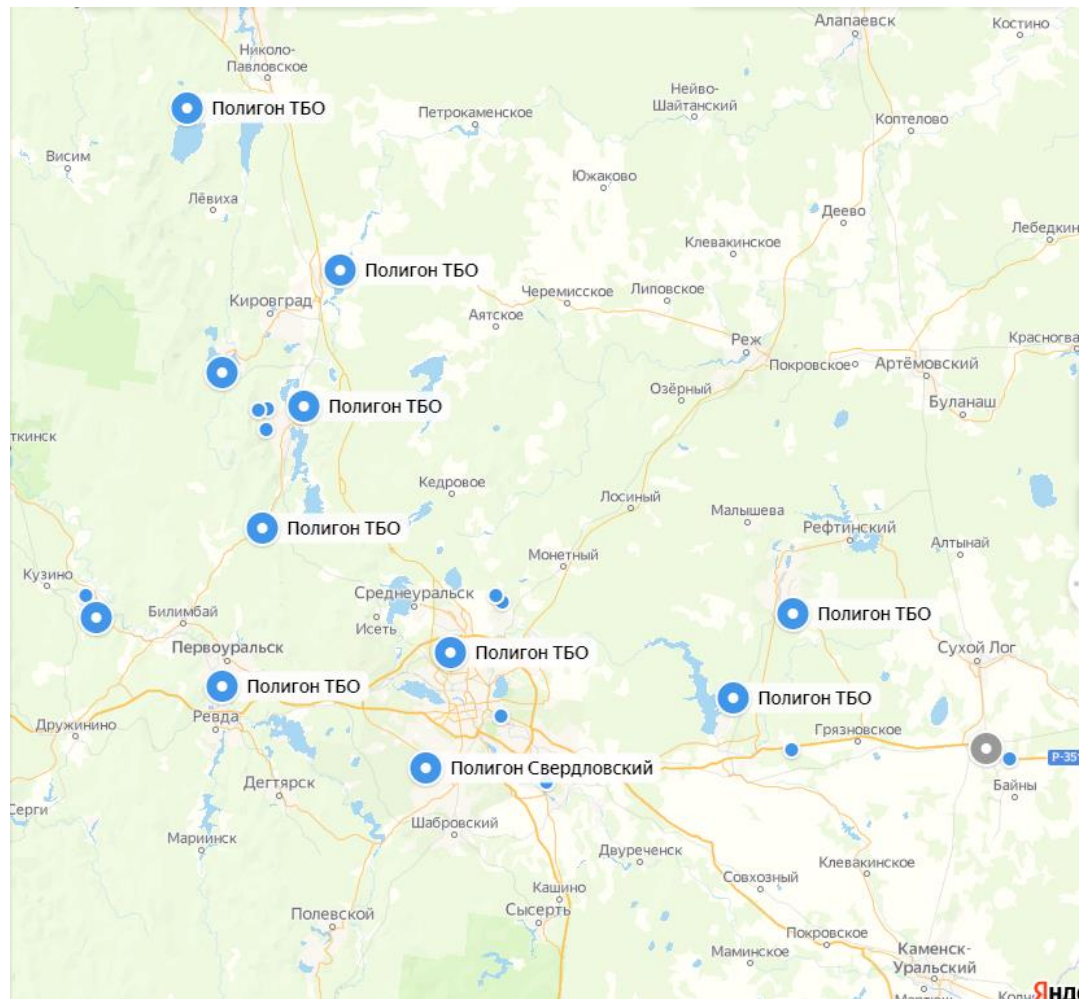 Алапаевск
Костино
Николо-
Павловское
Нейво-
Шайтанский
Полигон ТБО
Петрокаменское
Коптелово
Висим
Южаково
Лёвиха
Деево
Лебедкин
Клевакинское
Полигон ТБО
Черемисское
Липовское
Кировград
Аятское
Реж
Красногва
Покровское
Артёмовский
Озёрный
Буланаш
Полигон ТБО
ткинск
Кедровое
Лосиный
Малышева
Рефтинский
Полигон ТБО
Алтынай
Монетный
Кузино
Среднеуральск
Билимбай
Полигон ТБО
Исеть
Первоуральск
Сухой Лог
Полигон ТБО
Полигон ТБО
Полигон ТБО
Ревда
Дружинино
Грязновское
Р-351
Полигон Свердловский
Дегтярск
Байны
Серги
Шабровский
Мариинск
Двуреченск
Клевакинское
Совхозный
Кашино
Сысерть
Полевской
Покровское
Маминское
Каменск-
Уральский
Янд